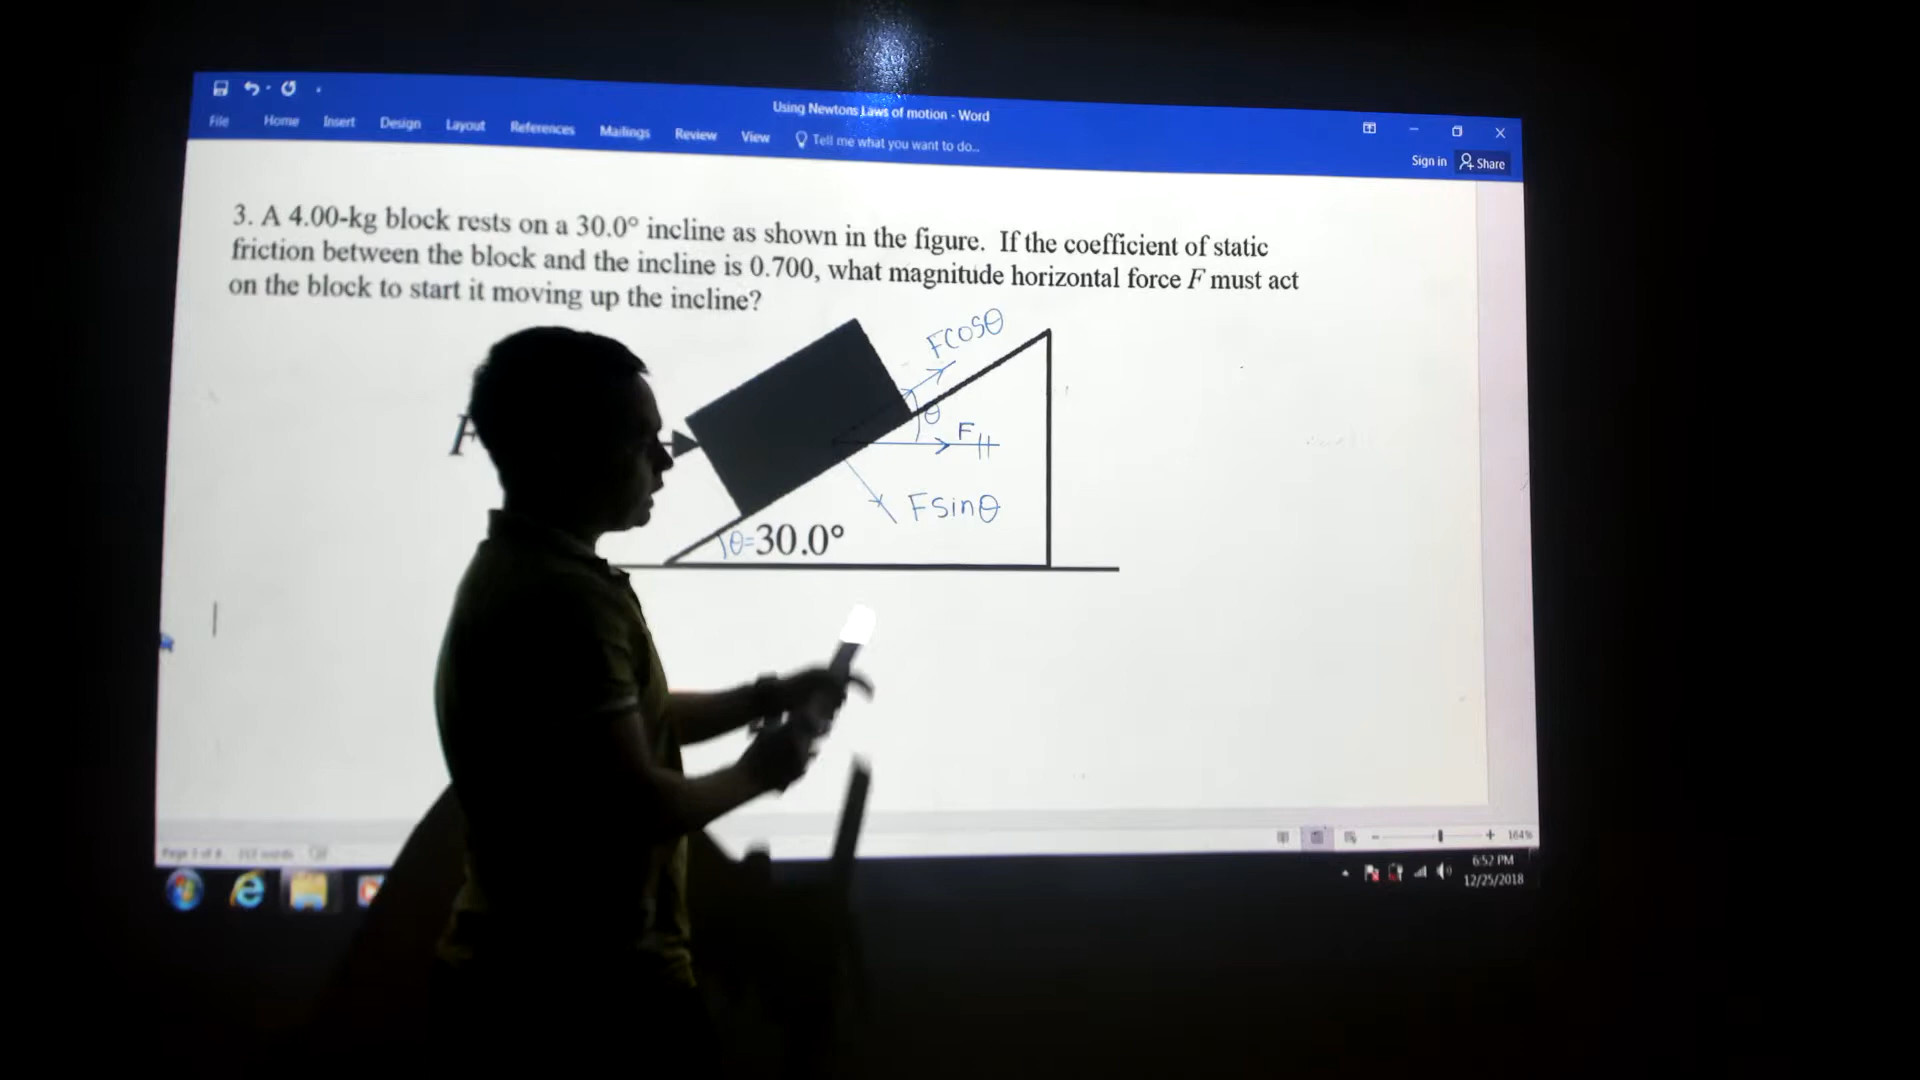 Using Newtons Laws of motion - Word
File Home Insert Design Layout References Mailings Review View Tell me what you want to do...
Sign in Share
3. A 4.00-kg block rests on a 30.0° incline as shown in the figure. If the coefficient of static
friction between the block and the incline is 0.700, what magnitude horizontal force F must act
on the block to start it moving up the incline?
Fcosθ
θ
F
F
Fsinθ
θ=30.0°
164%
6:52 PM
12/25/2018